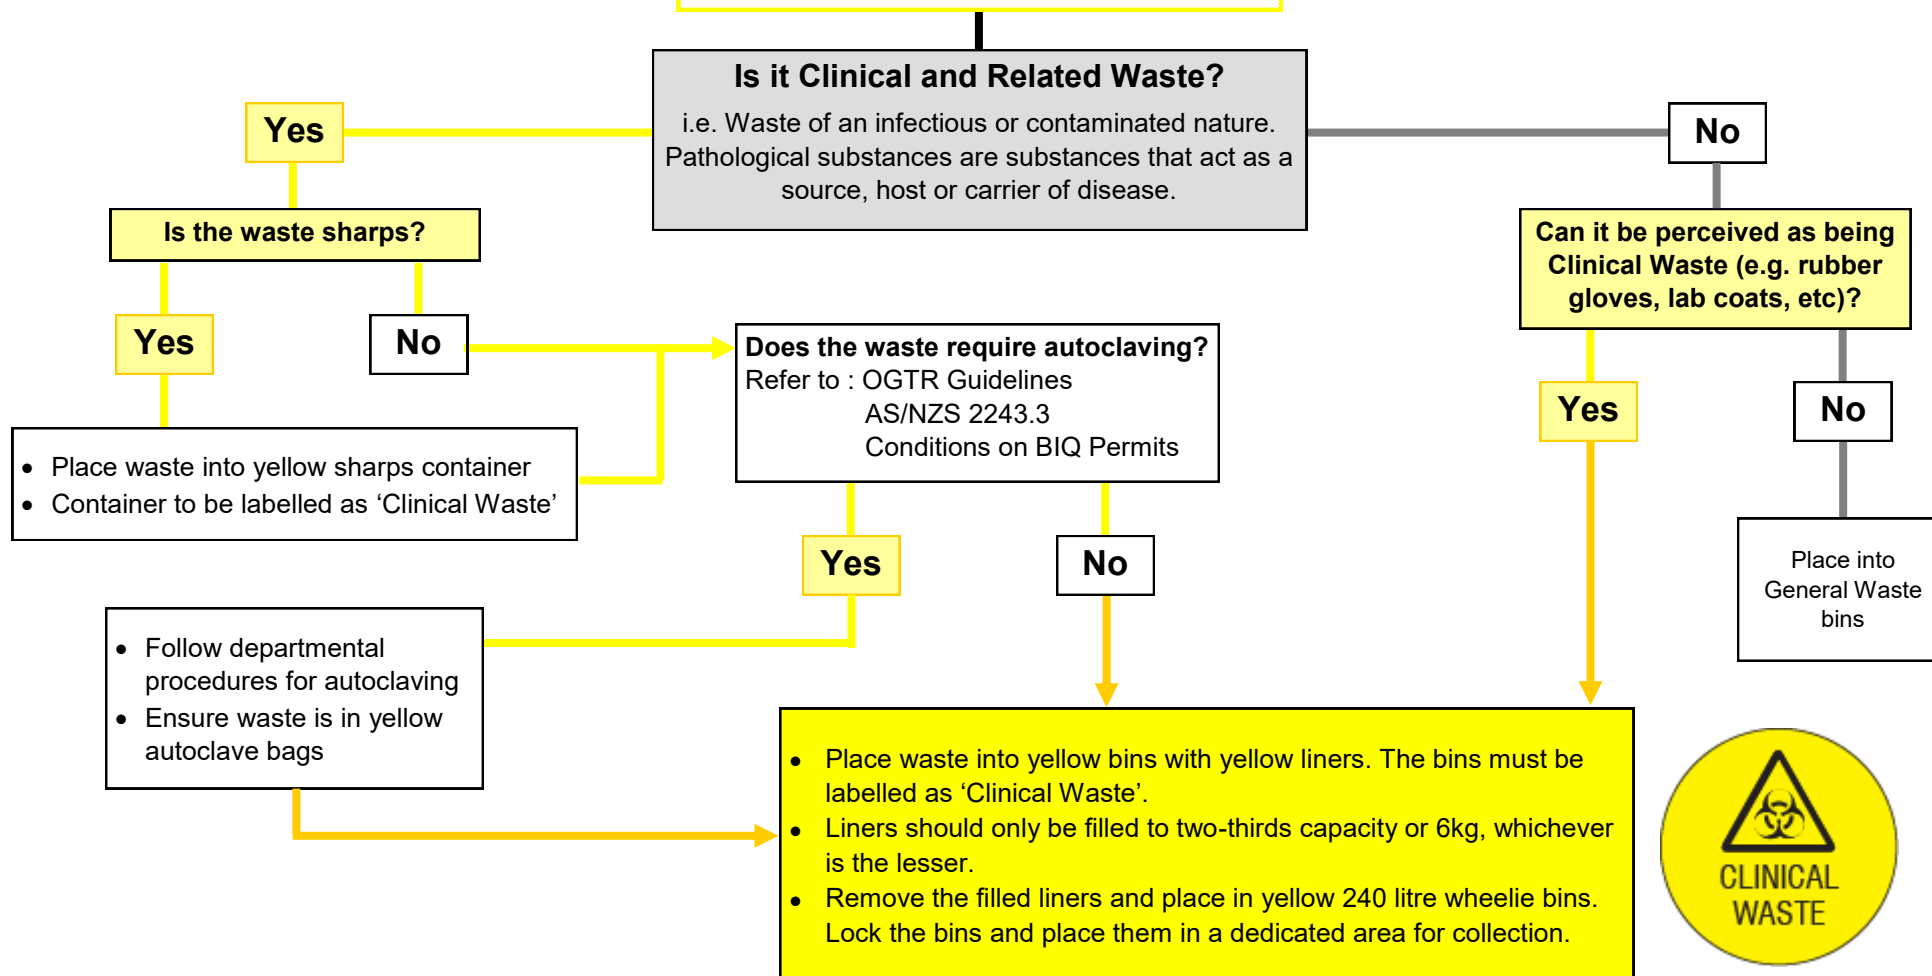 Is it Clinical and Related Waste?
i.e. Waste of an infectious or contaminated nature.
Pathological substances are substances that act as a
source, host or carrier of disease.
Yes
No
Is the waste sharps?
Can it be perceived as being
Clinical Waste (e.g. rubber
gloves, lab coats, etc)?
Yes
No
Does the waste require autoclaving?
Refer to : OGTR Guidelines
AS/NZS 2243.3
Conditions on BIQ Permits
Yes
No
• Place waste into yellow sharps container
• Container to be labelled as ‘Clinical Waste’
Yes
No
Place into
General Waste
bins
• Follow departmental
procedures for autoclaving
• Ensure waste is in yellow
autoclave bags
• Place waste into yellow bins with yellow liners. The bins must be
labelled as ‘Clinical Waste’.
• Liners should only be filled to two-thirds capacity or 6kg, whichever
is the lesser.
• Remove the filled liners and place in yellow 240 litre wheelie bins.
Lock the bins and place them in a dedicated area for collection.
CLINICAL
WASTE